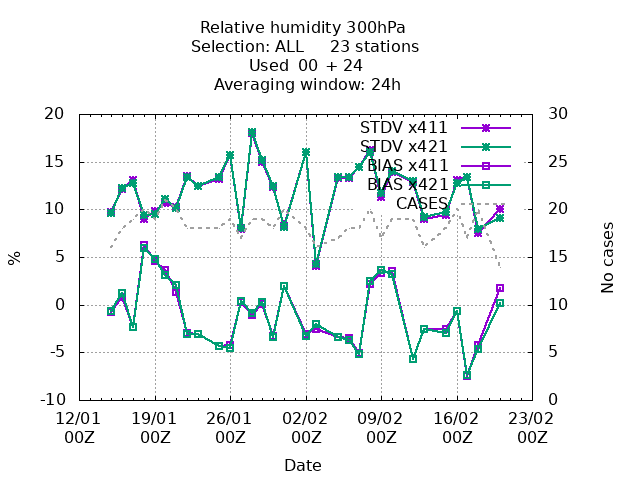 Relative humidity 300hPa
Selection: ALL 23 stations
Used 00 + 24
Averaging window: 24h
20 30
STDV x411
STDV x421
15 25
BIAS x411
BIAS x421
CASES
10 20
% 5 15 No cases
0 10
-5 5
-10 0
12/01 19/01 26/01 02/02 09/02 16/02 23/02
00Z 00Z 00Z 00Z 00Z 00Z 00Z
Date